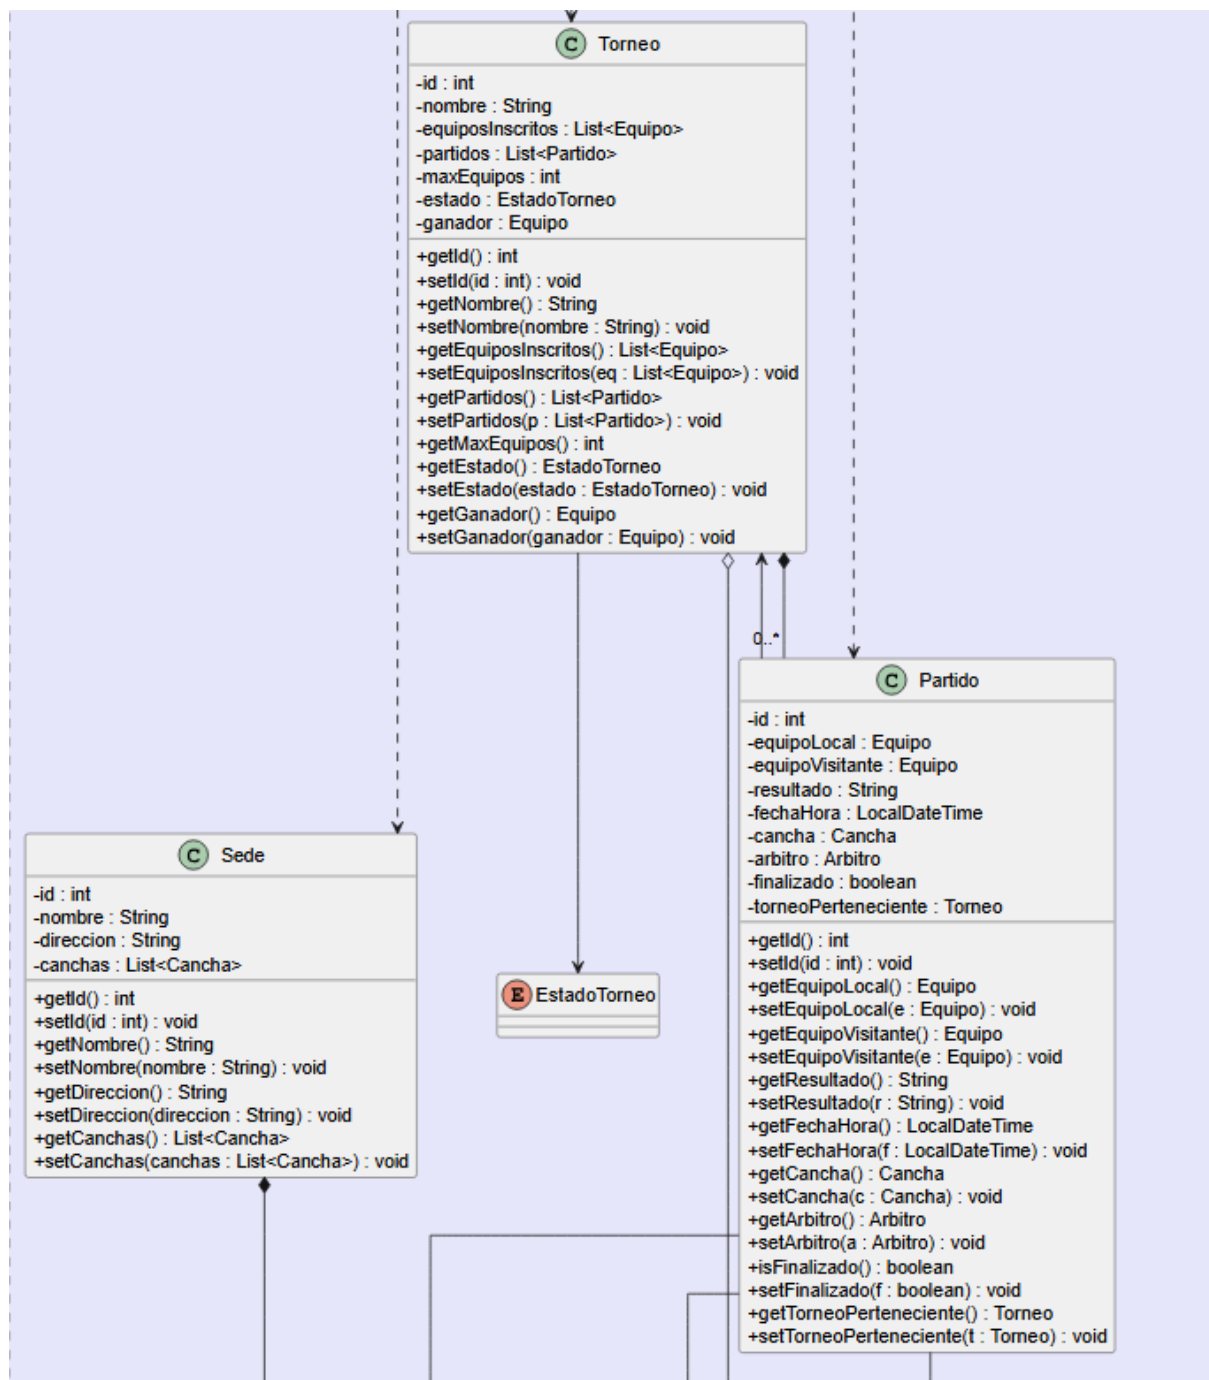 C Torneo
-id : int
-nombre : String
-equiposInscritos : List<Equipo>
-partidos : List<Partido>
-maxEquipos : int
-estado : EstadoTorneo
-ganador : Equipo
+getId() : int
+setId(id : int) : void
+getNombre() : String
+setNombre(nombre : String) : void
+getEquiposInscritos() : List<Equipo>
+setEquiposInscritos(eq : List<Equipo>) : void
+getPartidos() : List<Partido>
+setPartidos(p : List<Partido>) : void
+getMaxEquipos() : int
+getEstado() : EstadoTorneo
+setEstado(estado : EstadoTorneo) : void
+getGanador() : Equipo
+setGanador(ganador : Equipo) : void
0..*
C Partido
-id : int
-equipoLocal : Equipo
-equipoVisitante : Equipo
-resultado : String
-fechaHora : LocalDateTime
-cancha : Cancha
-arbitro : Arbitro
-finalizado : boolean
-torneoPerteneciente : Torneo
+getId() : int
+setId(id : int) : void
+getEquipoLocal() : Equipo
+setEquipoLocal(e : Equipo) : void
+getEquipoVisitante() : Equipo
+setEquipoVisitante(e : Equipo) : void
+getResultado() : String
+setResultado(r : String) : void
+getFechaHora() : LocalDateTime
+setFechaHora(f : LocalDateTime) : void
+getCancha() : Cancha
+setCancha(c : Cancha) : void
+getArbitro() : Arbitro
+setArbitro(a : Arbitro) : void
+isFinalizado() : boolean
+setFinalizado(f : boolean) : void
+getTorneoPerteneciente() : Torneo
+setTorneoPerteneciente(t : Torneo) : void
C Sede
-id : int
-nombre : String
-direccion : String
-canchas : List<Cancha>
+getId() : int
+setId(id : int) : void
+getNombre() : String
+setNombre(nombre : String) : void
+getDireccion() : String
+setDireccion(direccion : String) : void
+getCanchas() : List<Cancha>
+setCanchas(canchas : List<Cancha>) : void
E EstadoTorneo